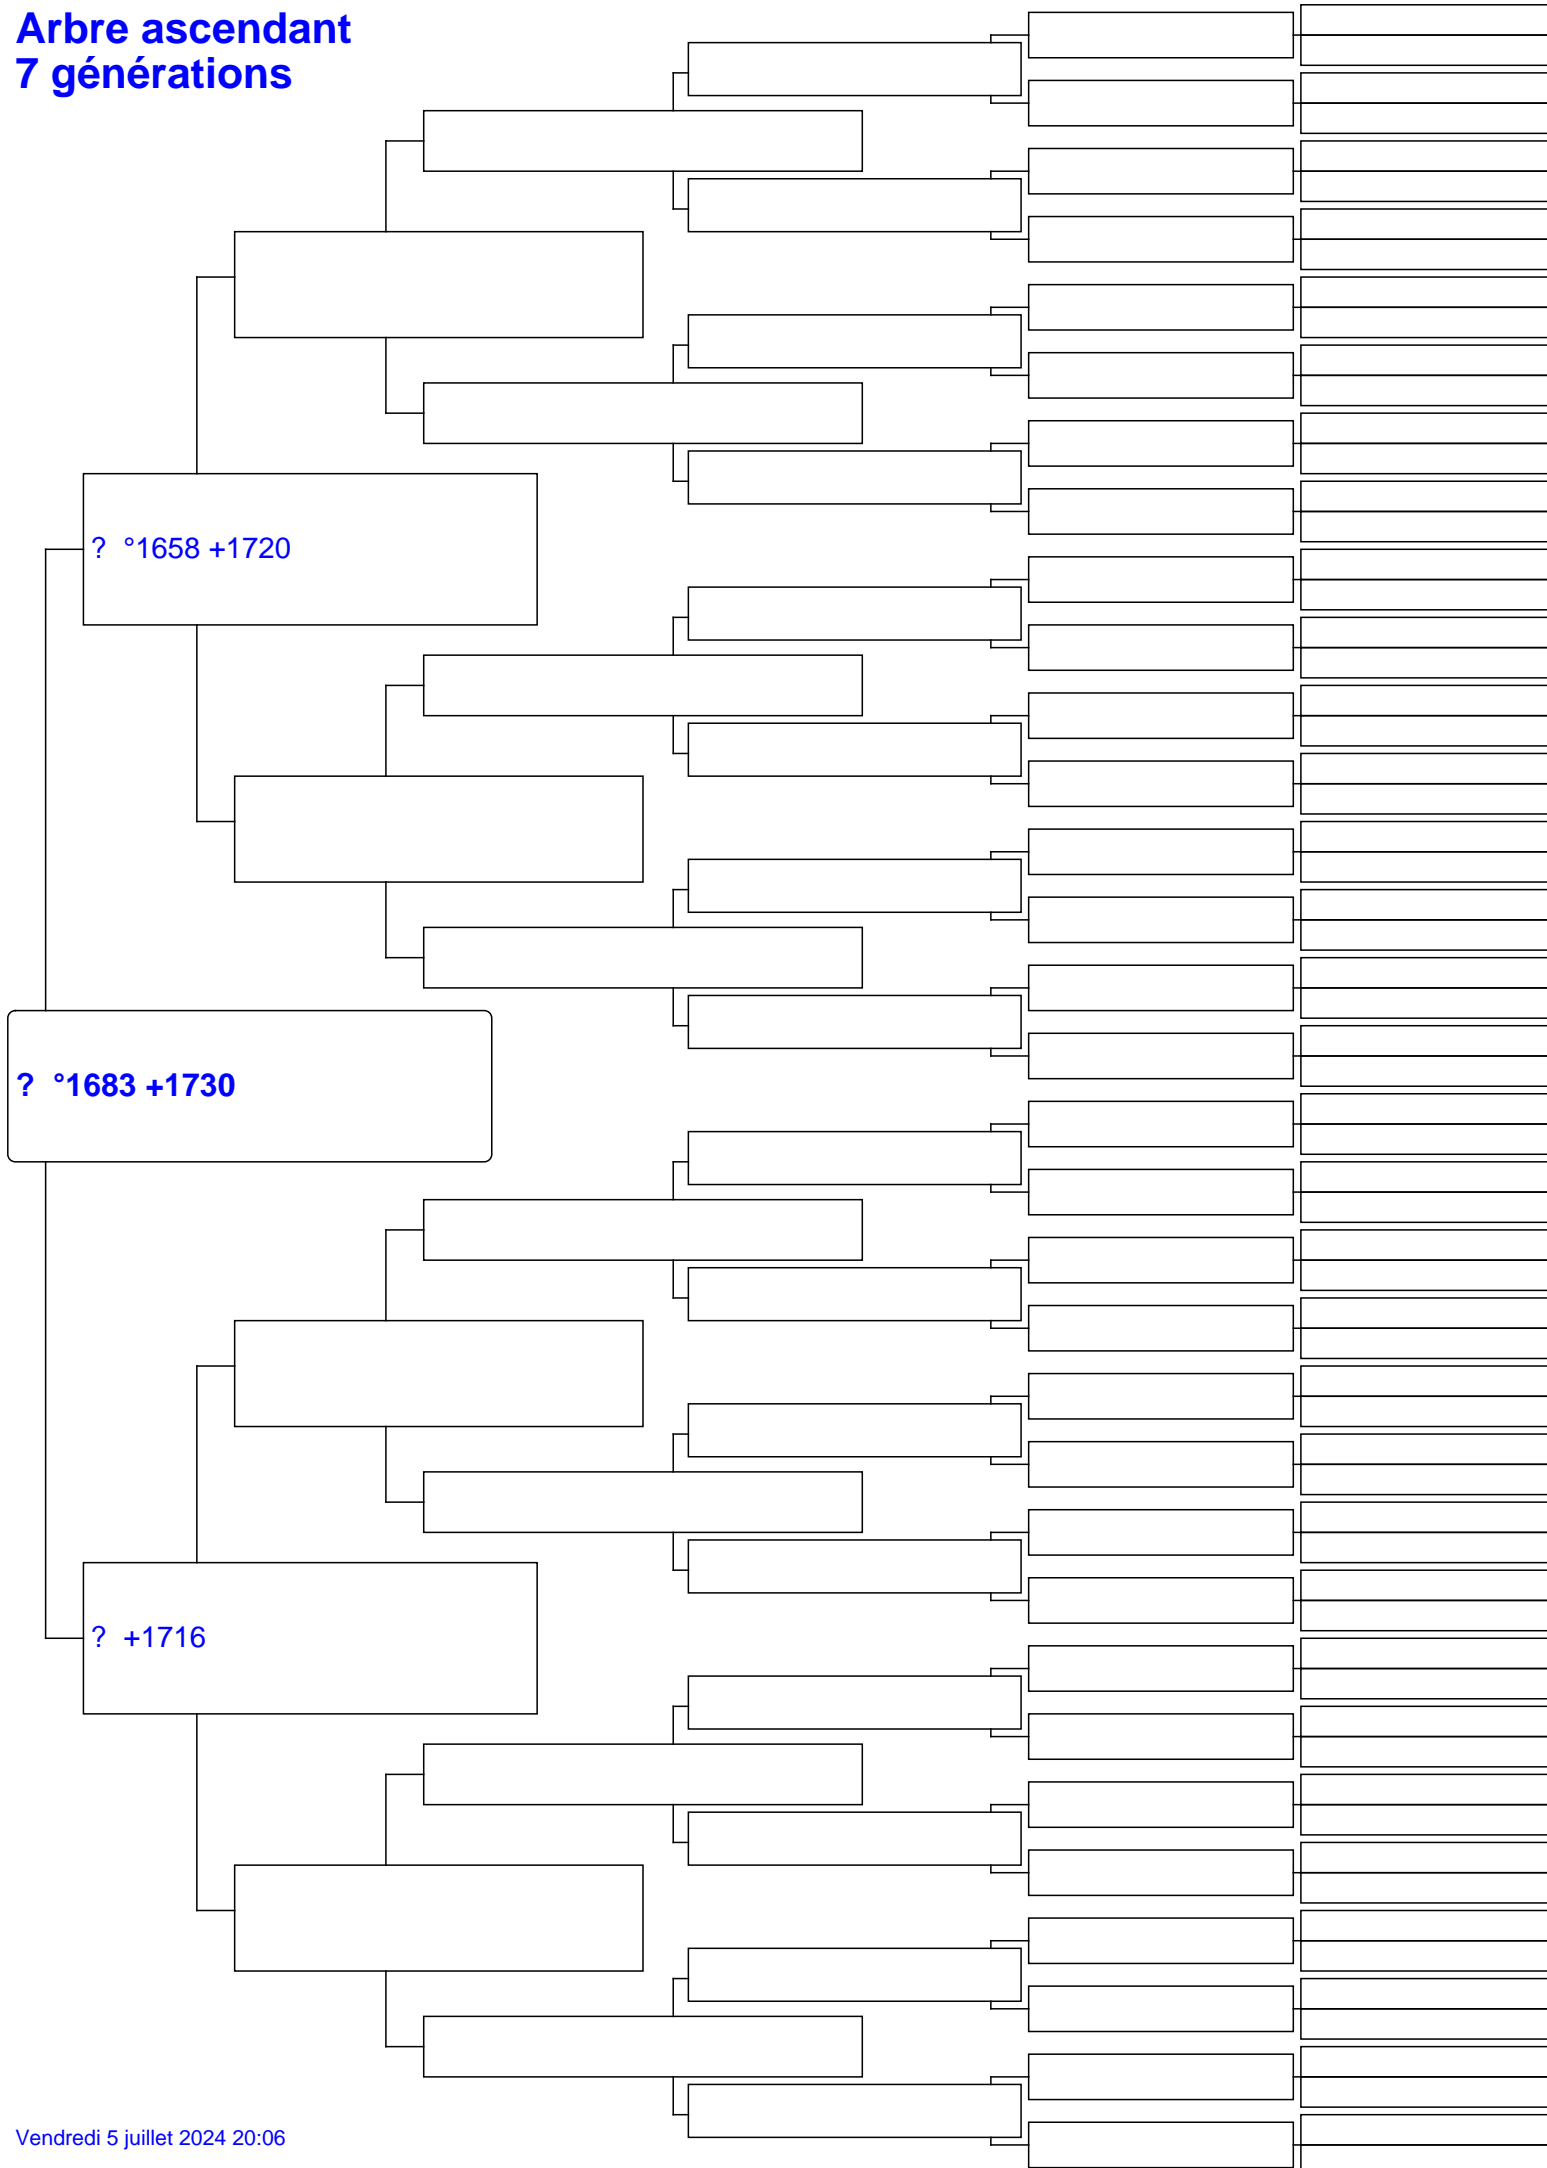 Arbre ascendant
7 générations
? °1658 +1720
? °1683 +1730
? +1716
Vendredi 5 juillet 2024 20:06